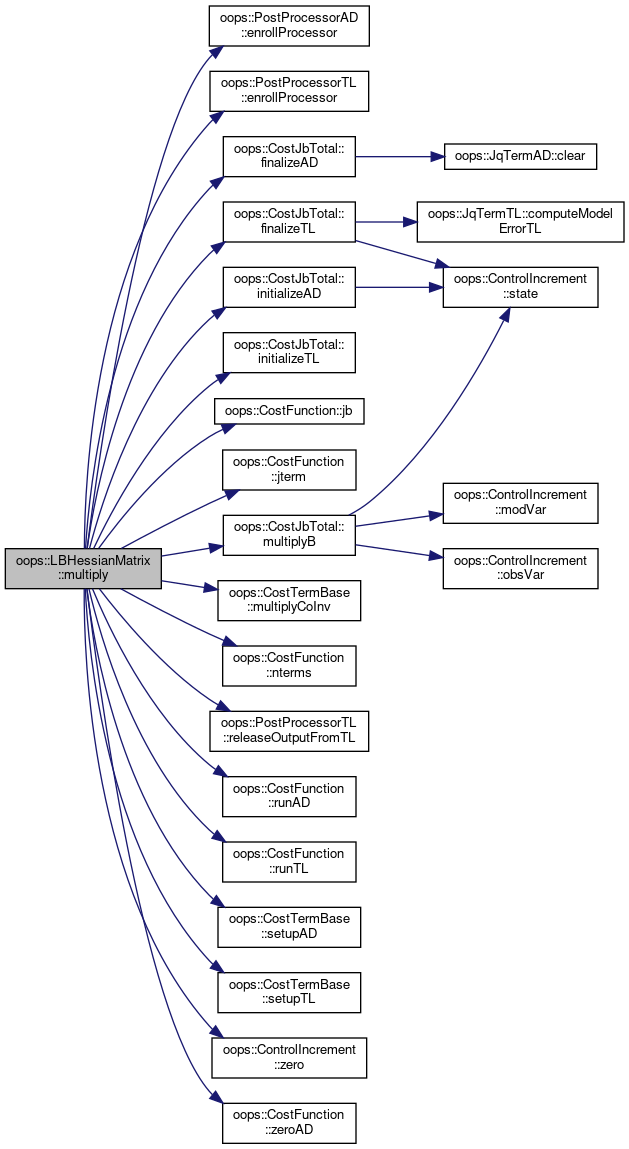 oops::PostProcessorAD
::enrollProcessor
oops::PostProcessorTL
::enrollProcessor
oops::CostJbTotal::
finalizeAD
oops::JqTermAD::clear
oops::CostJbTotal::
finalizeTL
oops::JqTermTL::computeModel
ErrorTL
oops::CostJbTotal::
initializeAD
oops::ControlIncrement
::state
oops::CostJbTotal::
initializeTL
oops::CostFunction::jb
oops::CostFunction
::jterm
oops::ControlIncrement
::modVar
oops::CostJbTotal::
multiplyB
oops::LBHessianMatrix
::multiply
oops::ControlIncrement
::obsVar
oops::CostTermBase
::multiplyCoInv
oops::CostFunction
::nterms
oops::PostProcessorTL
::releaseOutputFromTL
oops::CostFunction
::runAD
oops::CostFunction
::runTL
oops::CostTermBase
::setupAD
oops::CostTermBase
::setupTL
oops::ControlIncrement
::zero
oops::CostFunction
::zeroAD